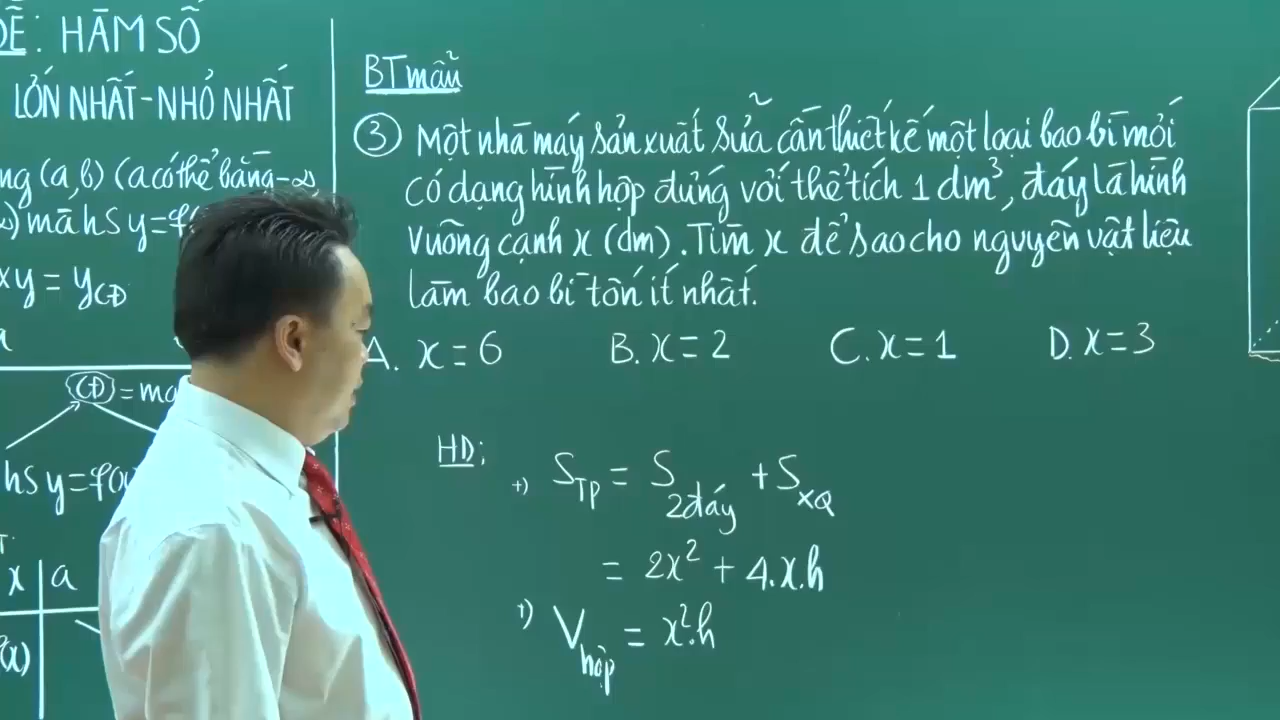 ĐỀ: HÀM SỐ
LỚN NHẤT - NHỎ NHẤT
ng (a,b) (a có thể bằng -∞
∞) mà hs y=f(
xy = yCĐ
a
CĐ = ma
hs y = f(x
x a
(x)
BT mẫu
3 Một nhà máy sản xuất sữa cần thiết kế một loại bao bì mới
có dạng hình hộp đứng với thể tích 1 dm³, đáy là hình
vuông cạnh x (dm). Tìm x để sao cho nguyên vật liệu
làm bao bì tốn ít nhất.
A. x = 6 B. x = 2 C. x = 1 D. x = 3
HD:
+) STP = S2đáy + SXQ
= 2x² + 4.x.h
+) Vhộp = x².h